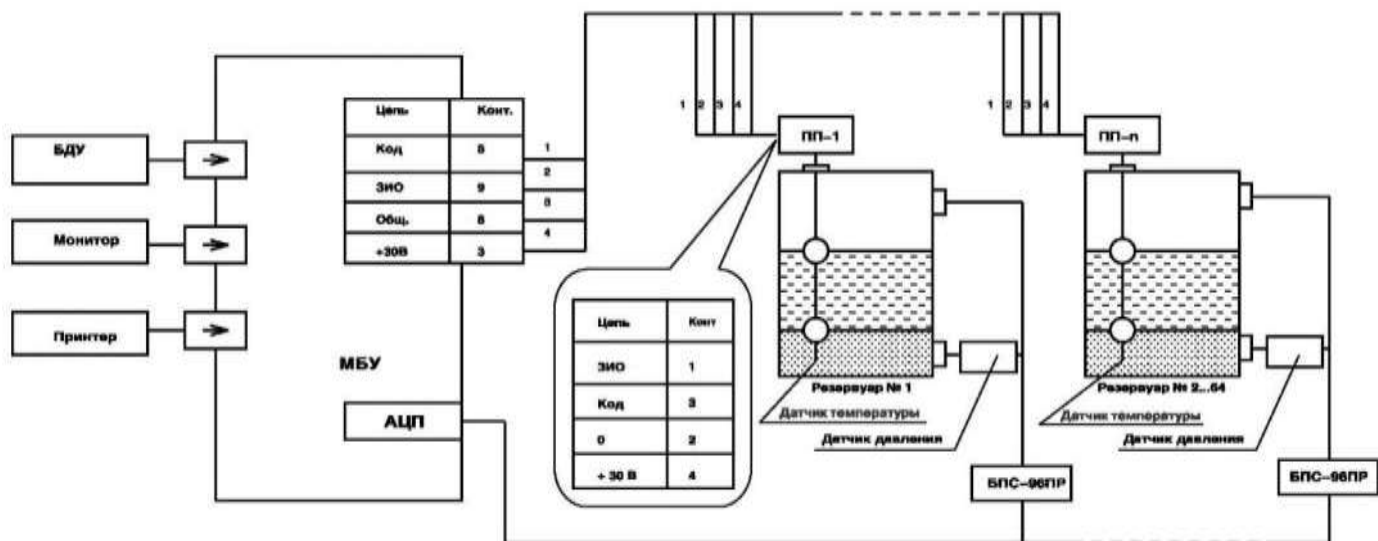 БДУ
Монитор
Принтер
Цепь Конт.
Код 8
ЗИО 9
Общ. 8
+30В 3
МБУ
АЦП
1
2
3
4
1 2 3 4
1 2 3 4
ПП–1
ПП–n
Цепь Конт
ЗИО 1
Код 3
0 2
+ 30 В 4
Резервуар № 1
Датчик температуры
Датчик давления
БПС–96ПР
Резервуар № 2...64
Датчик температуры
Датчик давления
БПС–96ПР